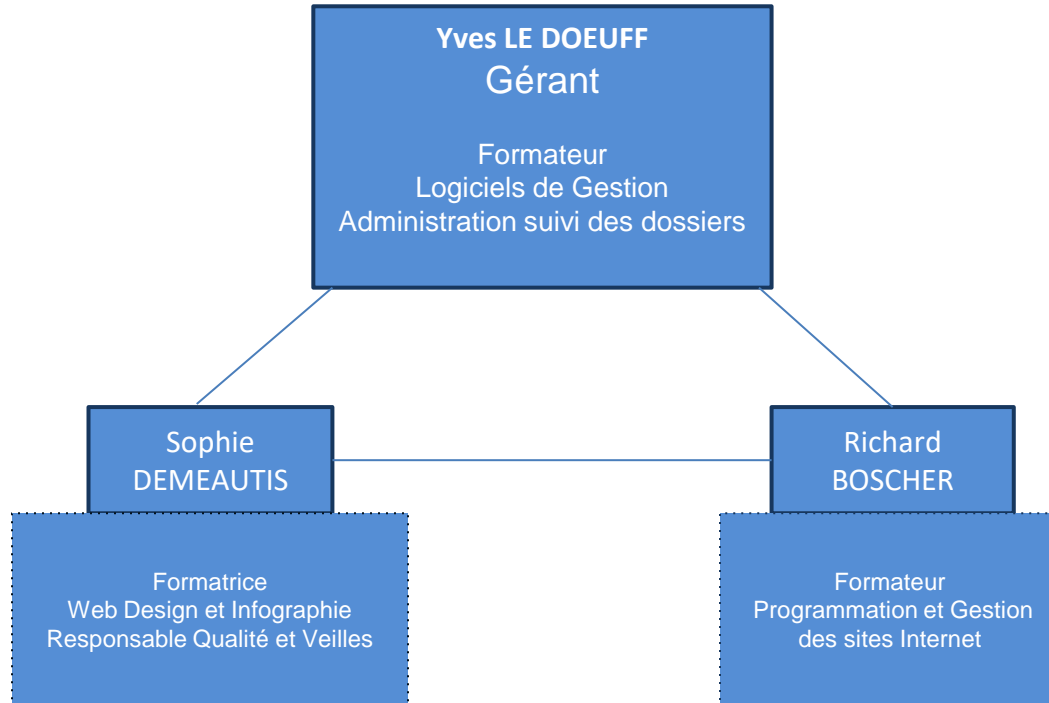 Yves LE DOEUFF
Gérant
Formateur
Logiciels de Gestion
Administration suivi des dossiers
Sophie
DEMEAUTIS
Formatrice
Web Design et Infographie
Responsable Qualité et Veilles
Richard
BOSCHER
Formateur
Programmation et Gestion
des sites Internet